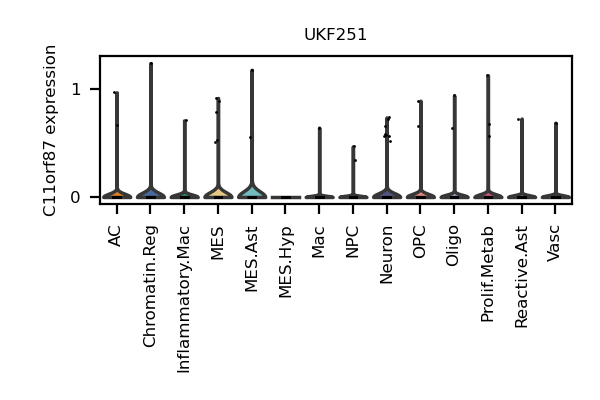 UKF251
C11orf87 expression
1
0
AC
Chromatin.Reg
Inflammatory.Mac
MES
MES.Ast
MES.Hyp
Mac
NPC
Neuron
OPC
Oligo
Prolif.Metab
Reactive.Ast
Vasc